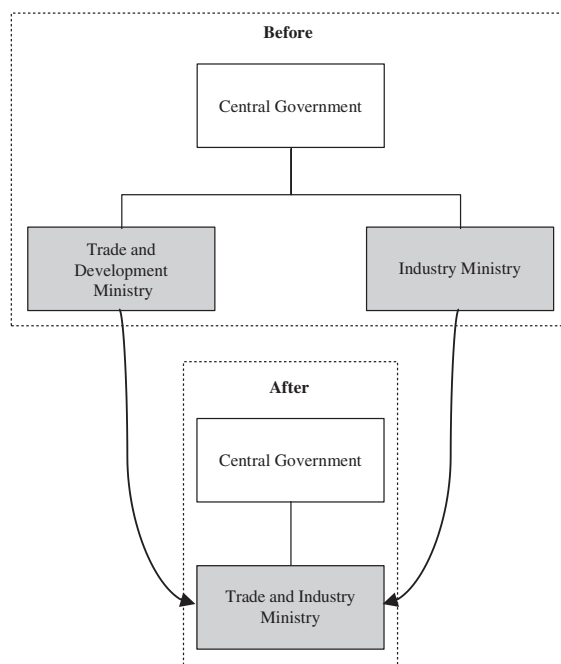 Before
Central Government
Trade and
Development
Ministry
Industry Ministry
After
Central Government
Trade and Industry
Ministry